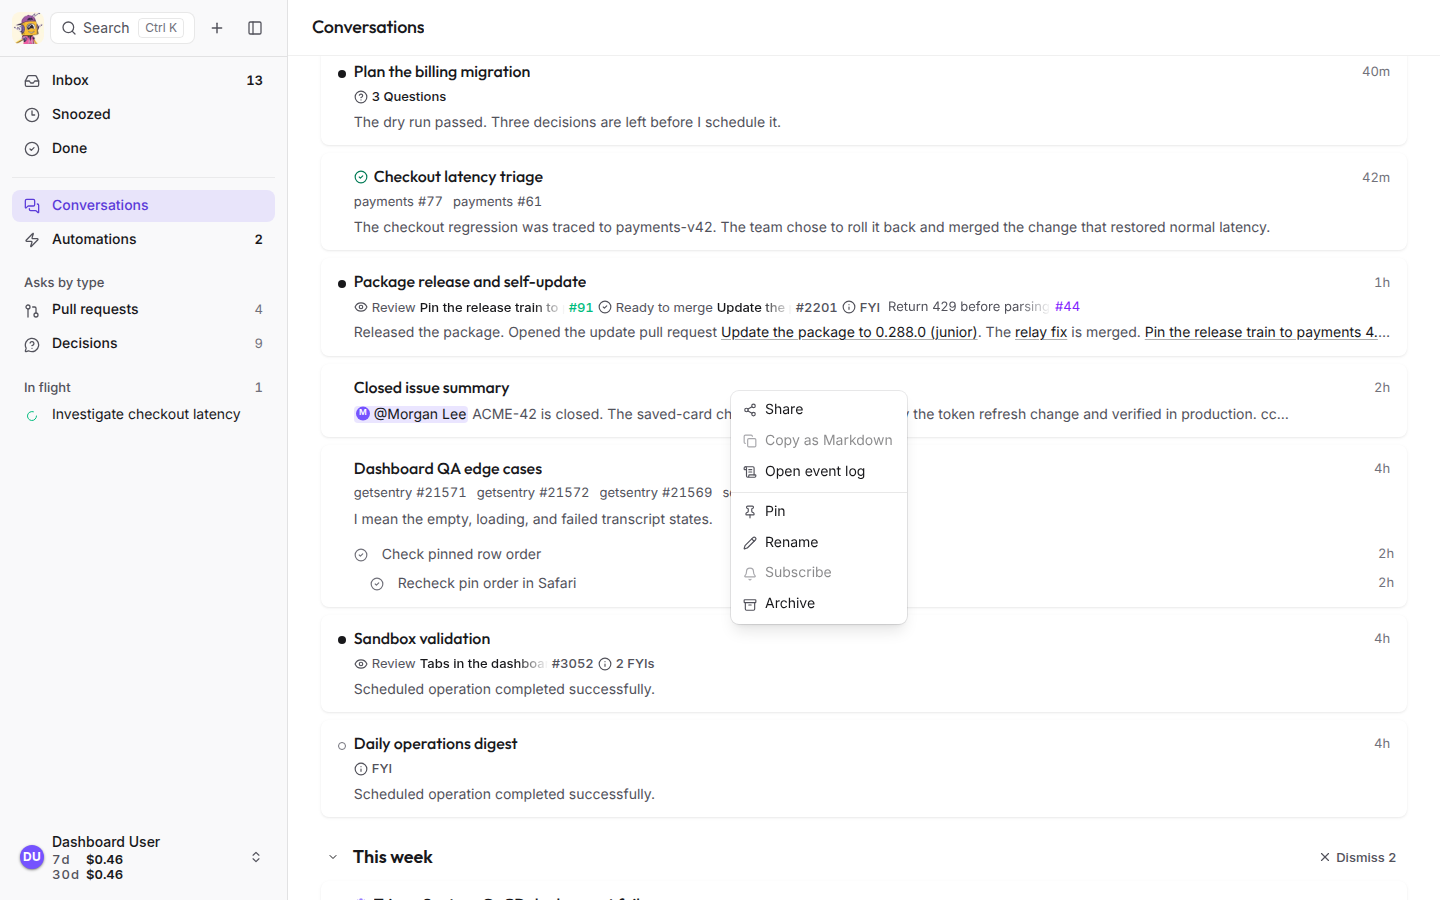 Search Ctrl K
Inbox 13
Snoozed
Done
Conversations
Automations 2
Asks by type
Pull requests 4
Decisions 9
In flight 1
Investigate checkout latency
DU Dashboard User
7d $0.46
30d $0.46
Conversations
Plan the billing migration 40m
3 Questions
The dry run passed. Three decisions are left before I schedule it.
Checkout latency triage 42m
payments #77 payments #61
The checkout regression was traced to payments-v42. The team chose to roll it back and merged the change that restored normal latency.
Package release and self-update 1h
Review Pin the release train to #91 Ready to merge Update the #2201 FYI Return 429 before parsing #44
Released the package. Opened the update pull request Update the package to 0.288.0 (junior). The relay fix is merged. Pin the release train to payments 4....
Closed issue summary 2h
M @Morgan Lee ACME-42 is closed. The saved-card the token refresh change and verified in production. cc...
Dashboard QA edge cases 4h
getsentry #21571 getsentry #21572 getsentry #21569
I mean the empty, loading, and failed transcript states.
Check pinned row order 2h
Recheck pin order in Safari 2h
Share
Copy as Markdown
Open event log
Pin
Rename
Subscribe
Archive
Sandbox validation 4h
Review Tabs in the dashboa #3052 2 FYIs
Scheduled operation completed successfully.
Daily operations digest 4h
FYI
Scheduled operation completed successfully.
This week Dismiss 2